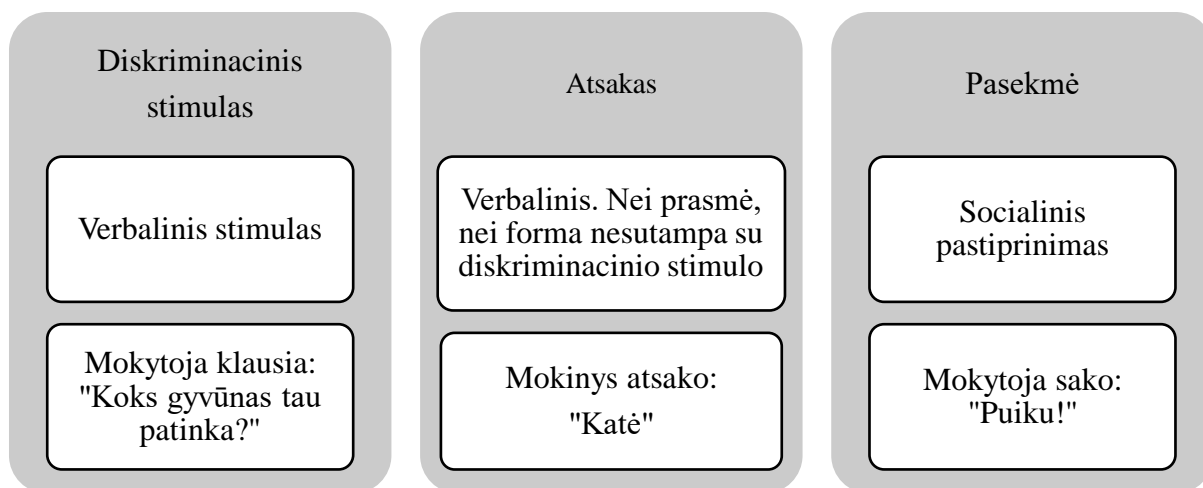 Diskriminacinis
stimulas
Verbalinis stimulas
Mokytoja klausia:
"Koks gyvūnas tau
patinka?"
Atsakas
Verbalinis. Nei prasmė,
nei forma nesutampa su
diskriminacinio stimulo
Mokinys atsako:
"Katė"
Pasekmė
Socialinis
pastiprinimas
Mokytoja sako:
"Puiku!"